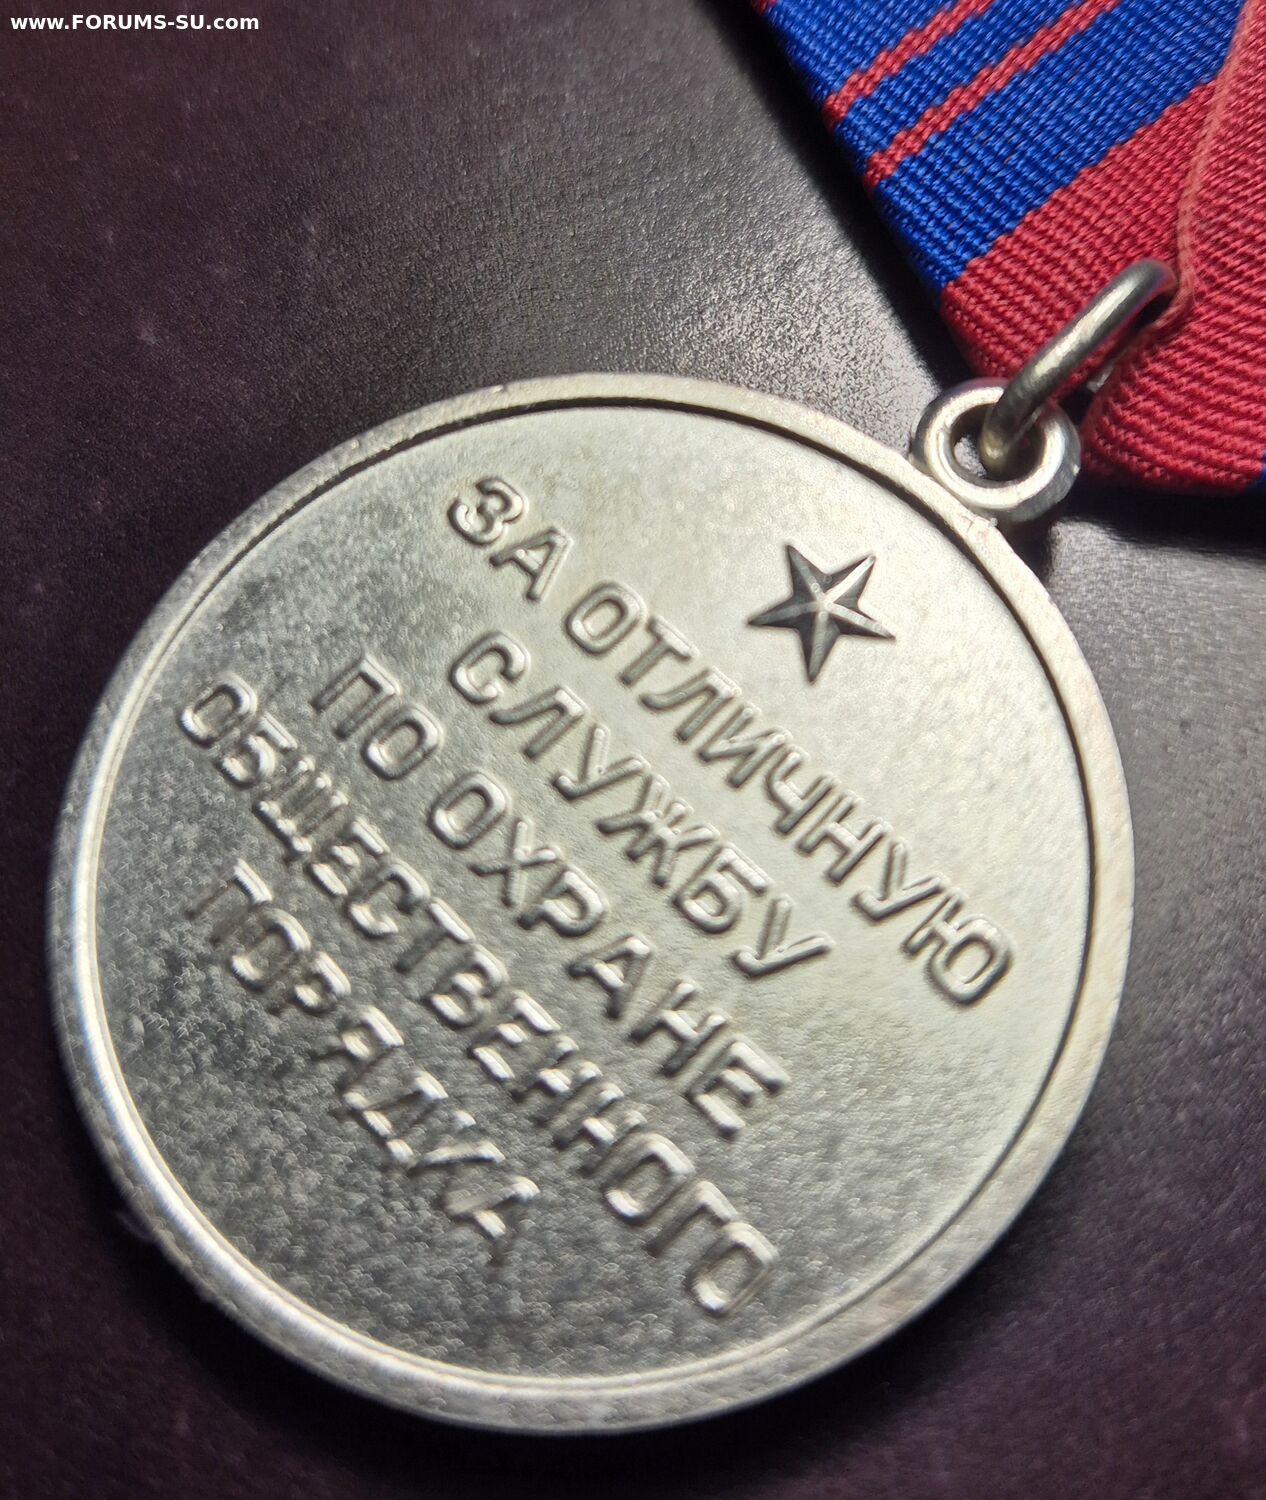 www.FORUMS-SU.com
ЗА ОТЛИЧНУЮ
СЛУЖБУ
ПО ОХРАНЕ
ОБЩЕСТВЕННОГО
ПОРЯДКА